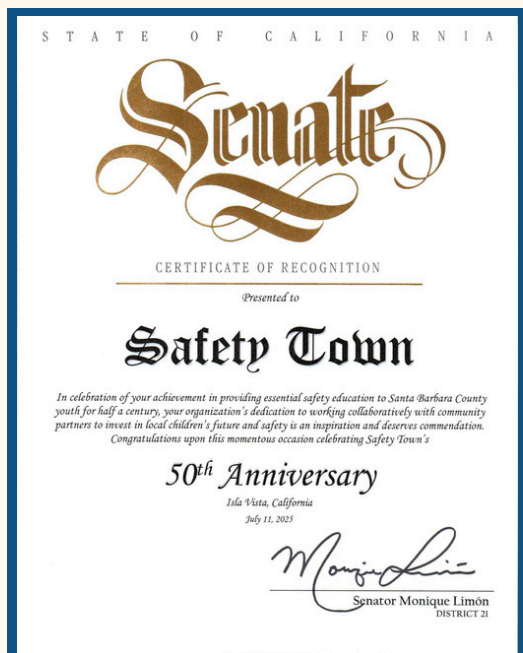 STATE OF CALIFORNIA
Senate
CERTIFICATE OF RECOGNITION
Presented to
Safety Town
In celebration of your achievement in providing essential safety education to Santa Barbara County
youth for half a century, your organization's dedication to working collaboratively with community
partners to invest in local children's future and safety is an inspiration and deserves commendation.
Congratulations upon this momentous occasion celebrating Safety Town's
50th Anniversary
Isla Vista, California
July 11, 2025
Senator Monique Limón
DISTRICT 21